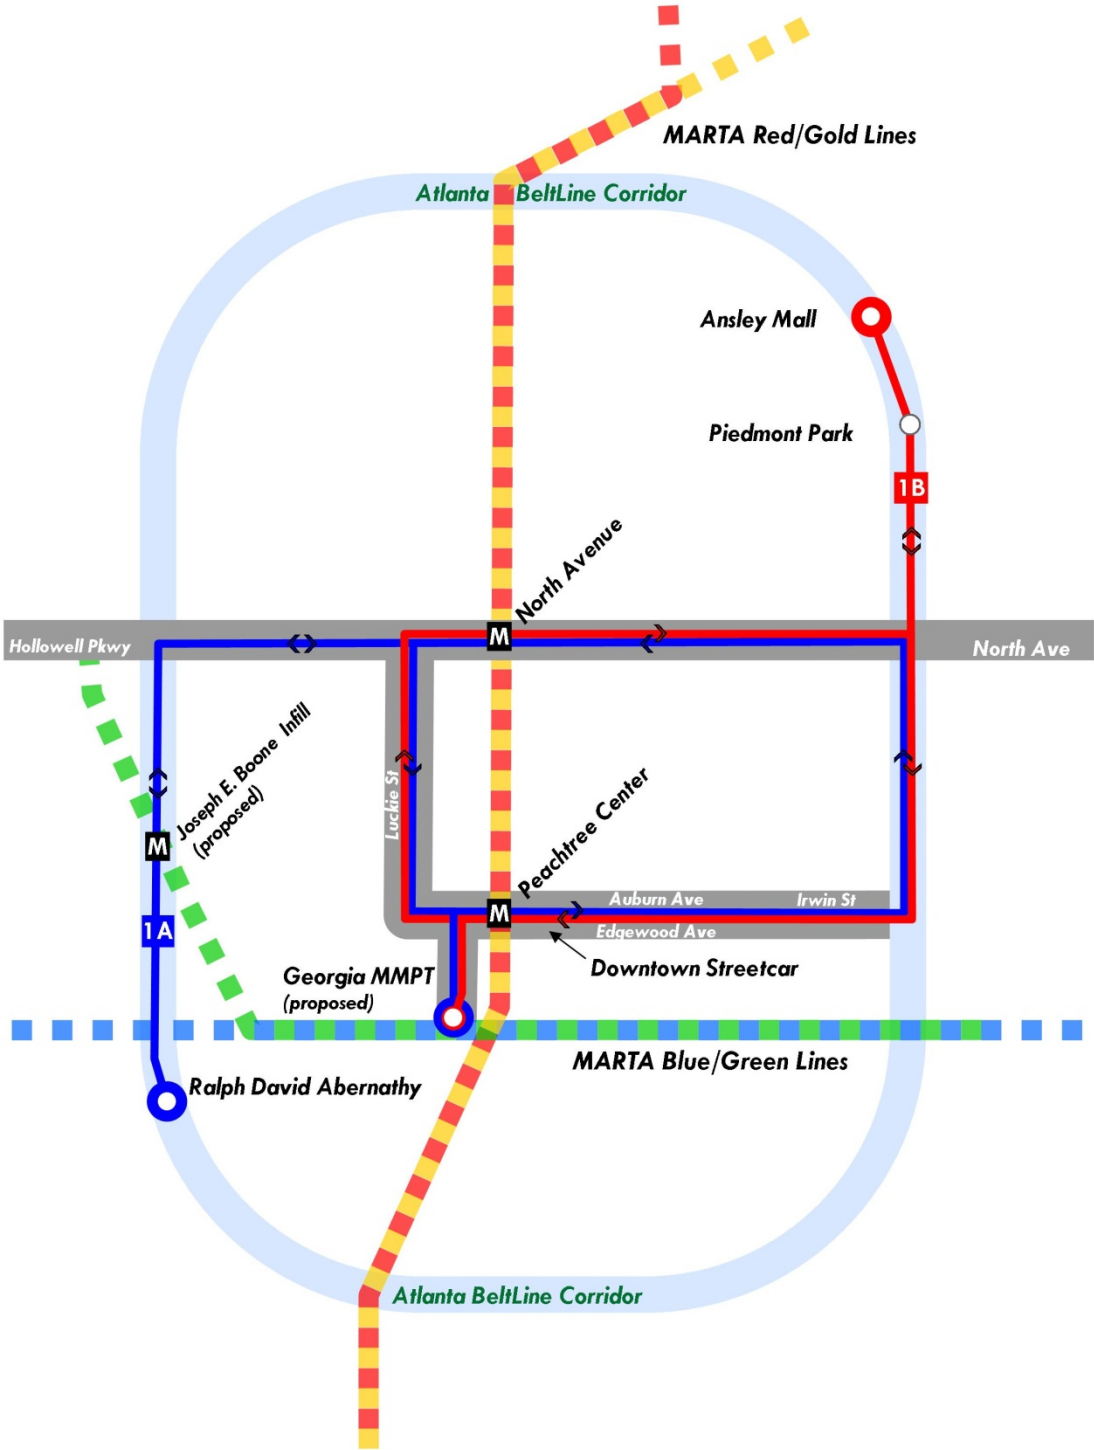 MARTA Red/Gold Lines
Atlanta BeltLine Corridor
Ansley Mall
Piedmont Park
1B
North Avenue
M
Hollowell Pkwy
North Ave
Joseph E. Boone Infill
(proposed)
M
Luckie St
Peachtree Center
M
Auburn Ave
Irwin St
Edgewood Ave
1A
Downtown Streetcar
Georgia MMPT
(proposed)
MARTA Blue/Green Lines
Ralph David Abernathy
Atlanta BeltLine Corridor